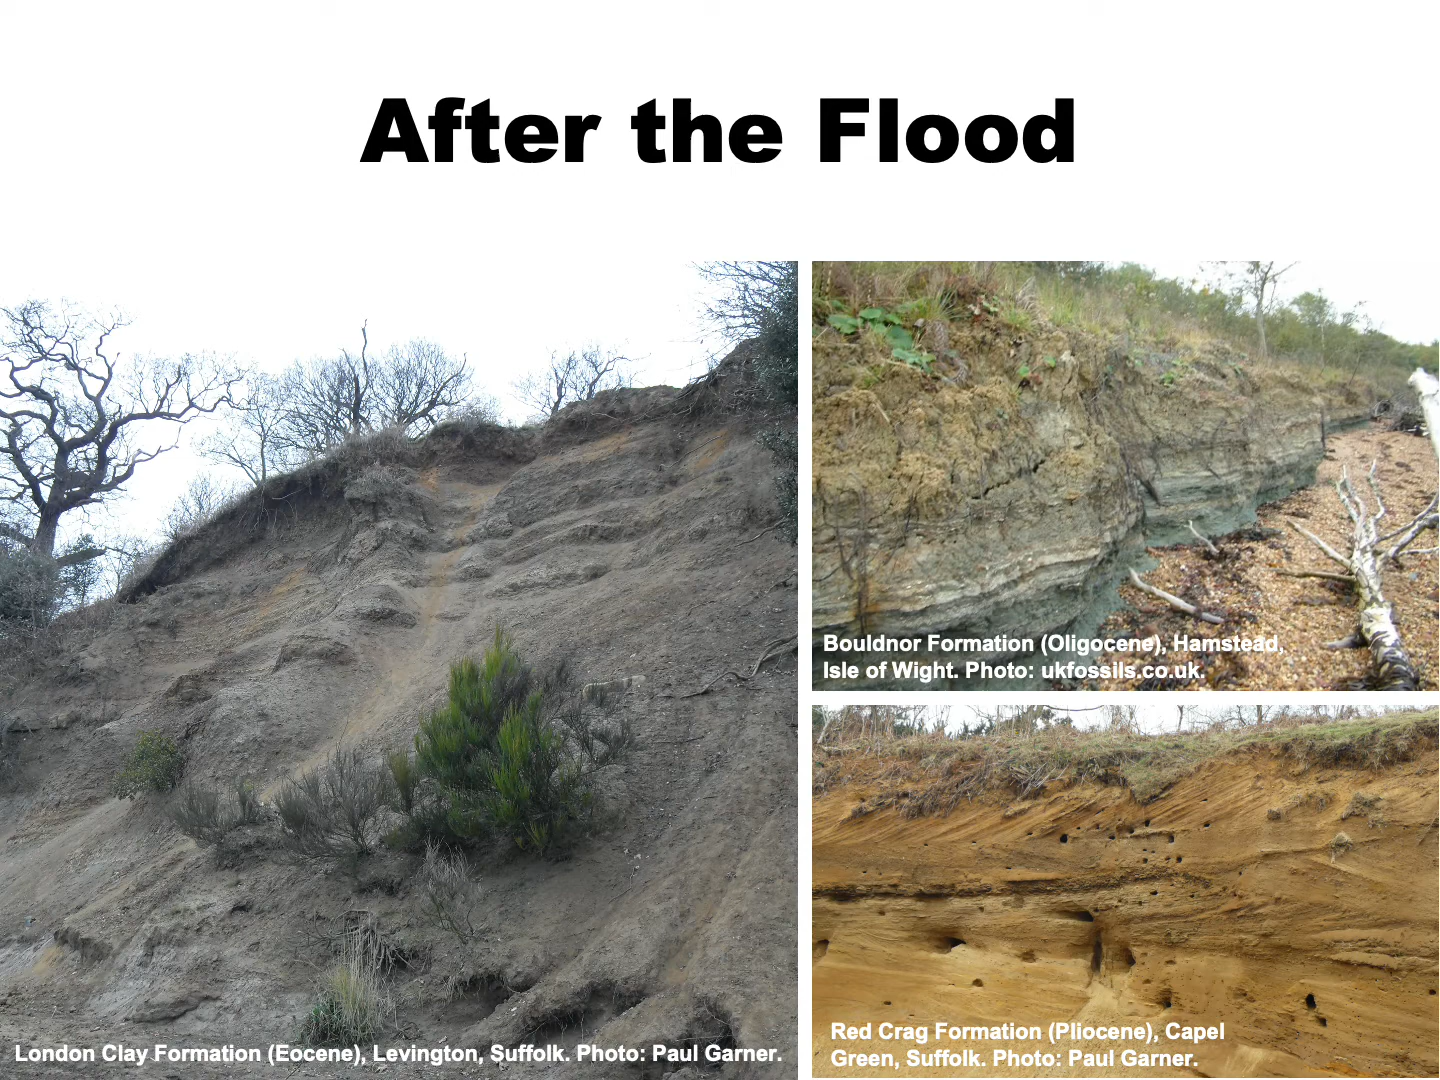 After the Flood
Bouldnor Formation (Oligocene), Hamstead,
Isle of Wight. Photo: ukfossils.co.uk.
Red Crag Formation (Pliocene), Capel
Green, Suffolk. Photo: Paul Garner.
London Clay Formation (Eocene), Levington, Suffolk. Photo: Paul Garner.